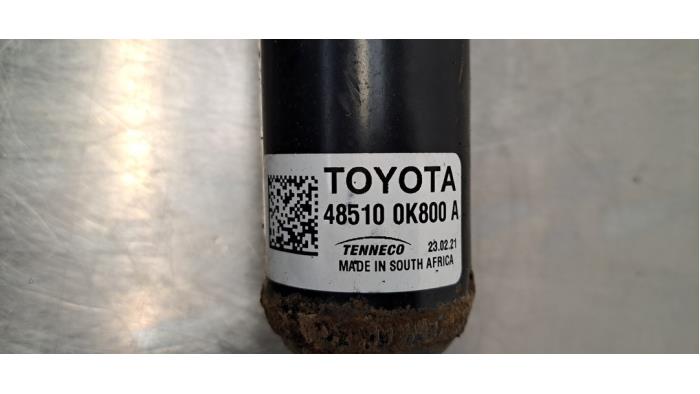 TOYOTA
48510 0K800 A
TENNECO 23.02.21
MADE IN SOUTH AFRICA